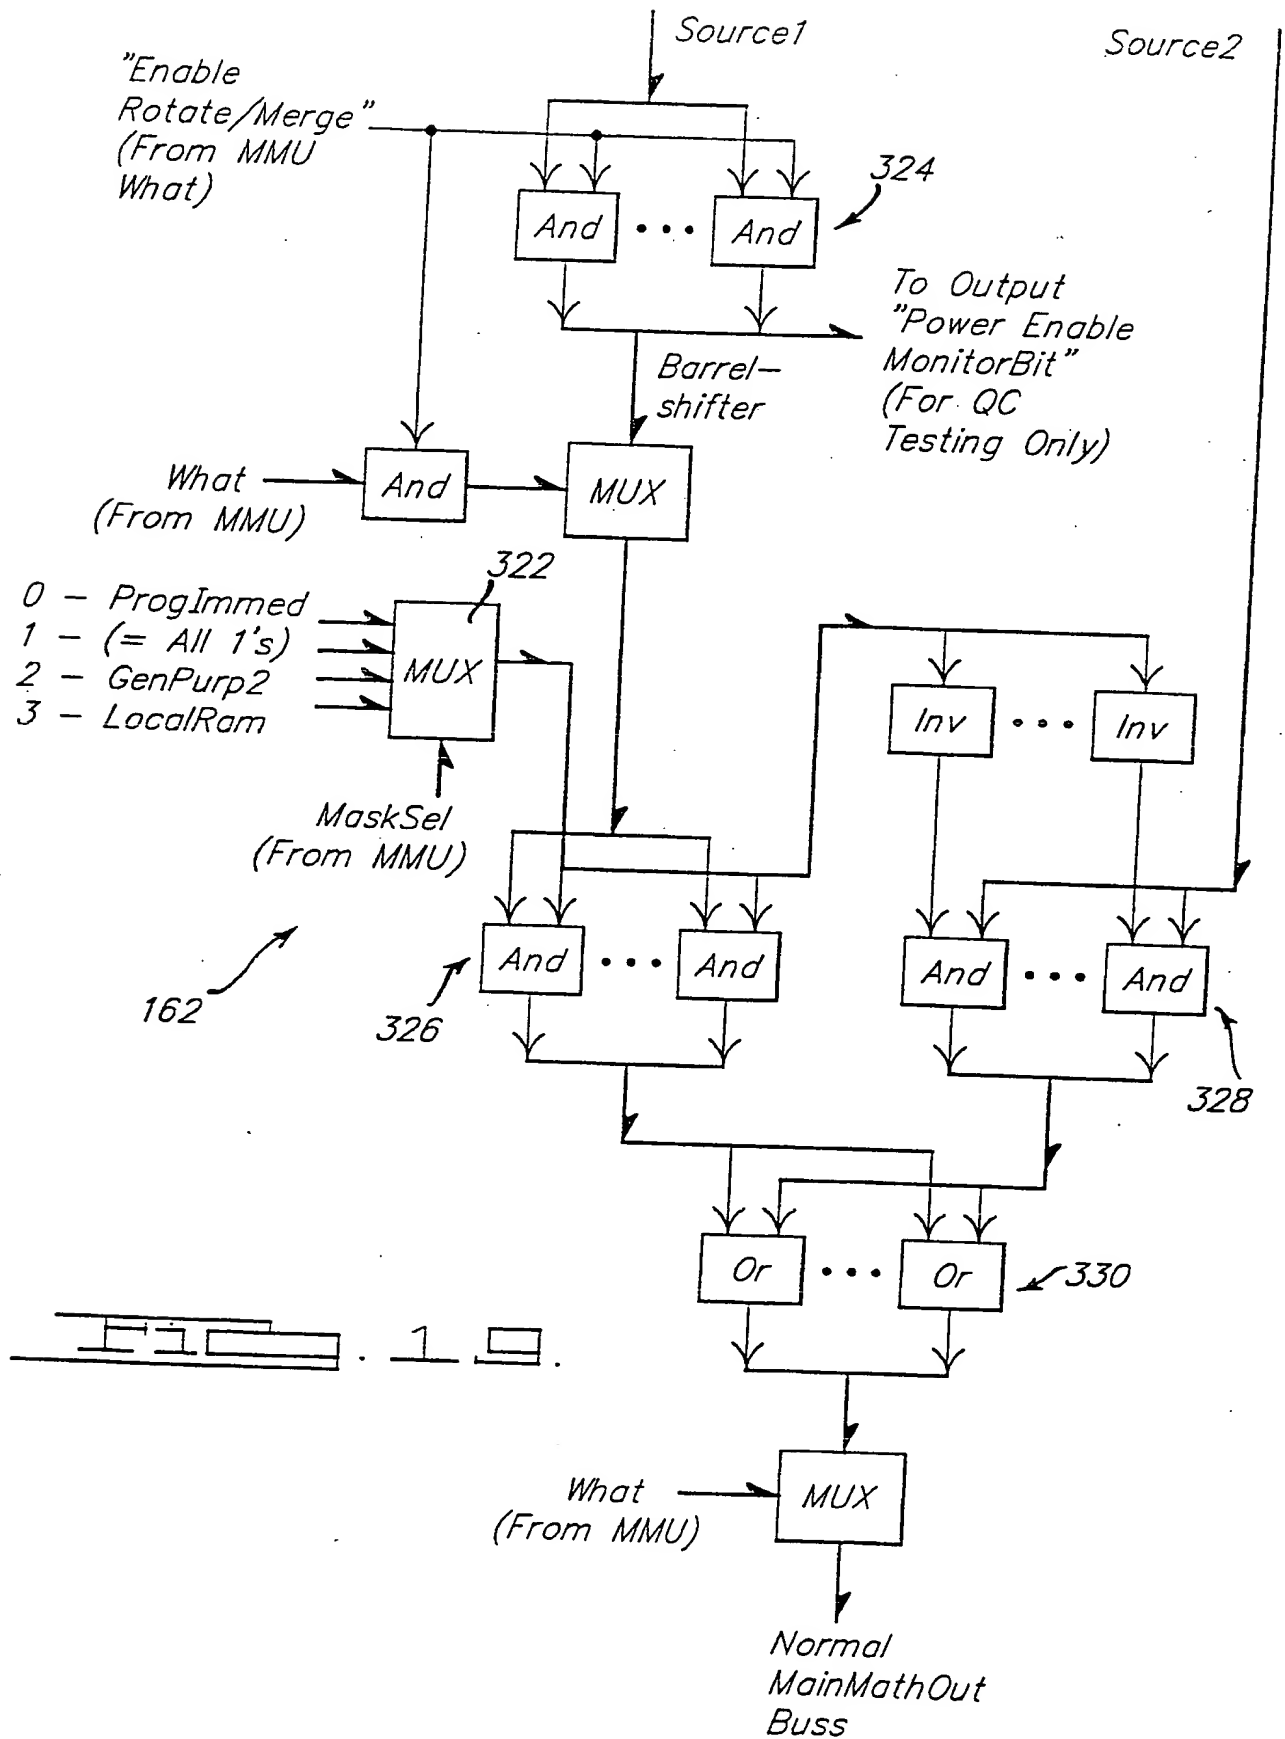 Source1
Source2
"Enable
Rotate/Merge"
(From MMU
What)
324
And
And
To Output
"Power Enable
MonitorBit"
(For QC
Testing Only)
Barrel-
shifter
What
(From MMU)
And
MUX
322
0 - ProgImmed
1 - (= All 1's)
2 - GenPurp2
3 - LocalRam
MUX
MaskSel
(From MMU)
Inv
Inv
And
And
And
And
162
326
328
Or
Or
330
What
(From MMU)
MUX
Normal
MainMathOut
Buss